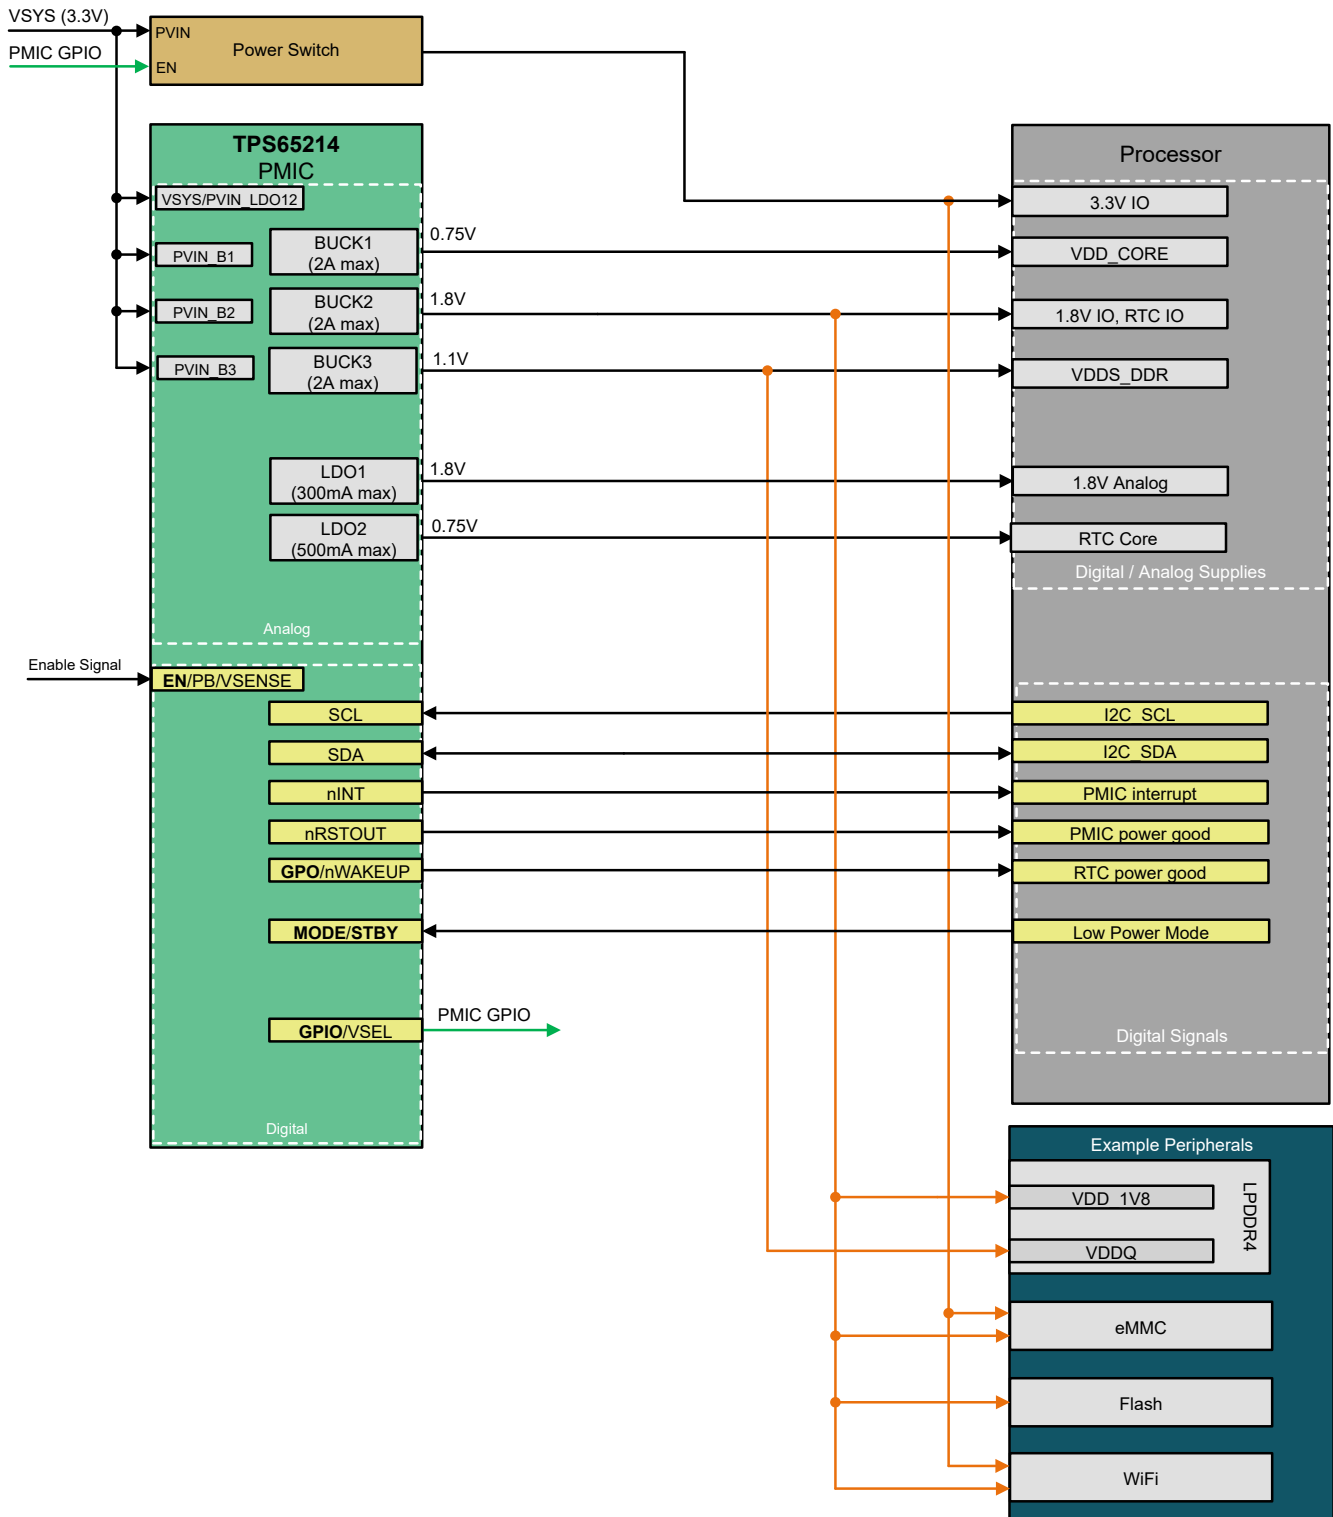 VSYS (3.3V)
PMIC GPIO
PVIN
EN
Power Switch
TPS65214
PMIC
VSYS/PVIN_LDO12
PVIN_B1
PVIN_B2
PVIN_B3
BUCK1
(2A max)
BUCK2
(2A max)
BUCK3
(2A max)
LDO1
(300mA max)
LDO2
(500mA max)
Analog
0.75V
1.8V
1.1V
1.8V
0.75V
Processor
3.3V IO
VDD_CORE
1.8V IO, RTC IO
VDDS_DDR
1.8V Analog
RTC Core
Digital / Analog Supplies
Enable Signal
EN/PB/VSENSE
SCL
SDA
nINT
nRSTOUT
GPO/nWAKEUP
MODE/STBY
GPIO/VSEL
Digital
PMIC GPIO
I2C_SCL
I2C_SDA
PMIC interrupt
PMIC power good
RTC power good
Low Power Mode
Digital Signals
Example Peripherals
VDD_1V8
VDDQ
LPDDR4
eMMC
Flash
WiFi